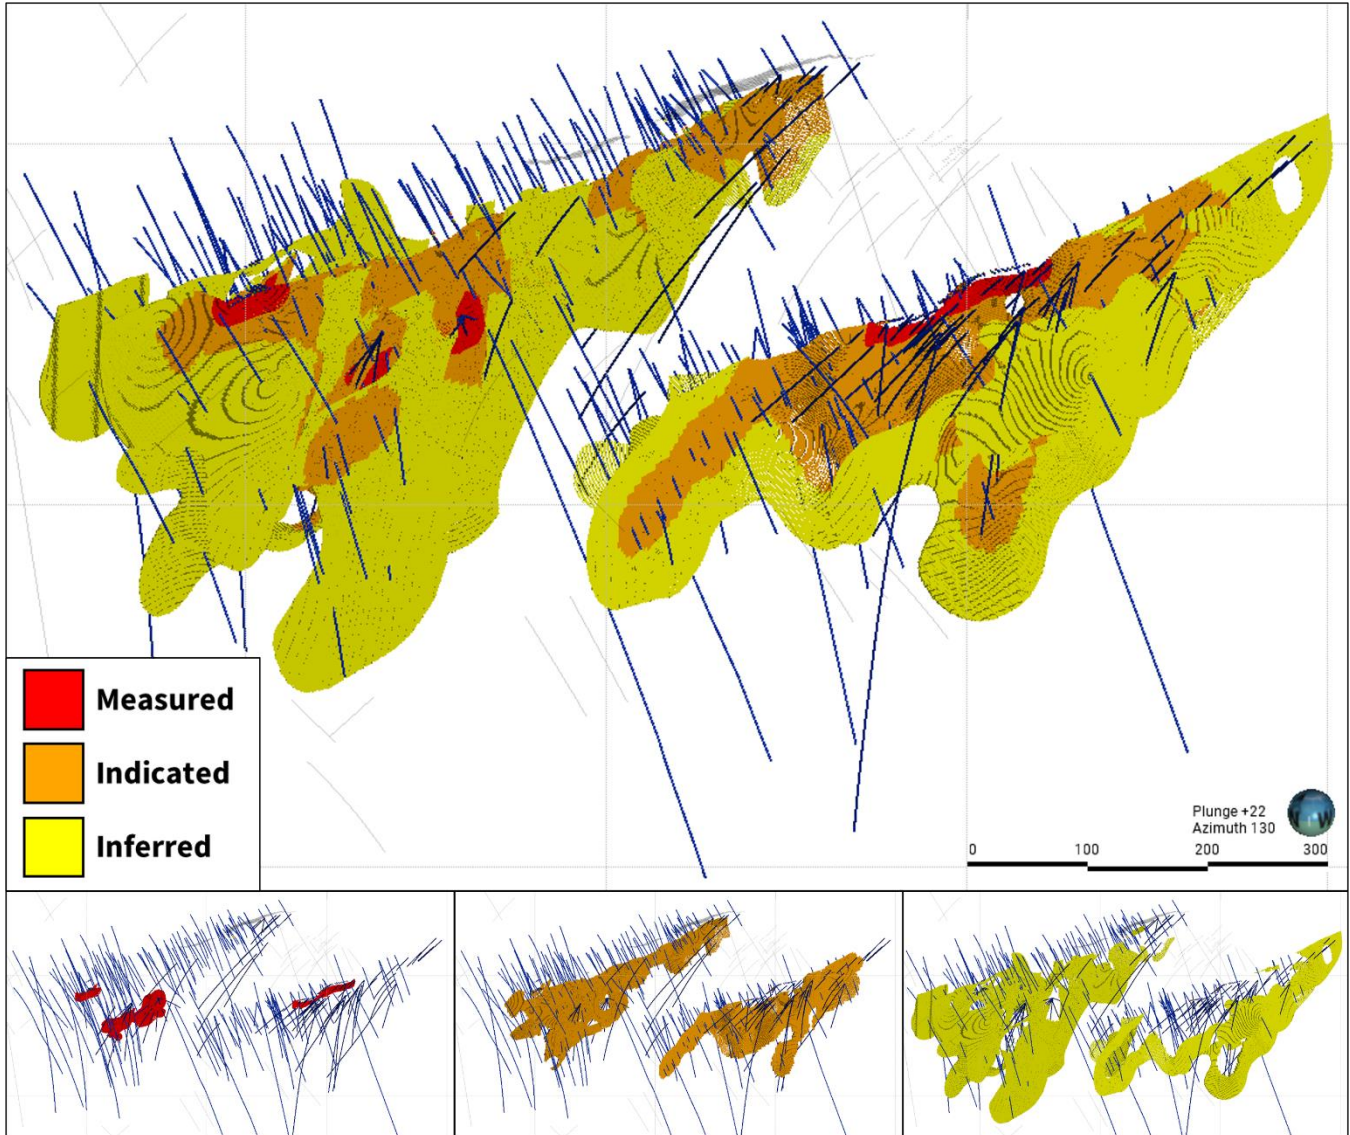 Measured
Indicated
Inferred
Plunge +22
Azimuth 130
0 100 200 300